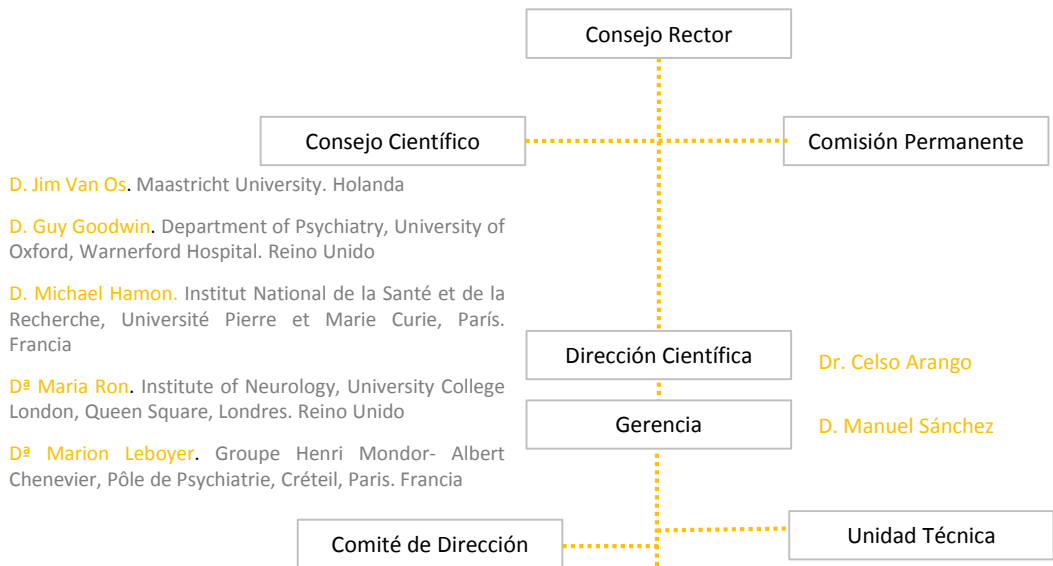 Consejo Rector
Consejo Científico
Comisión Permanente
D. Jim Van Os. Maastricht University. Holanda
D. Guy Goodwin. Department of Psychiatry, University of
Oxford, Warnerford Hospital. Reino Unido
D. Michael Hamon. Institut National de la Santé et de la
Recherche, Université Pierre et Marie Curie, París.
Francia
Dª Maria Ron. Institute of Neurology, University College
London, Queen Square, Londres. Reino Unido
Dª Marion Leboyer. Groupe Henri Mondor- Albert
Chenevier, Pôle de Psychiatrie, Créteil, Paris. Francia
Dirección Científica
Dr. Celso Arango
Gerencia
D. Manuel Sánchez
Comité de Dirección
Unidad Técnica